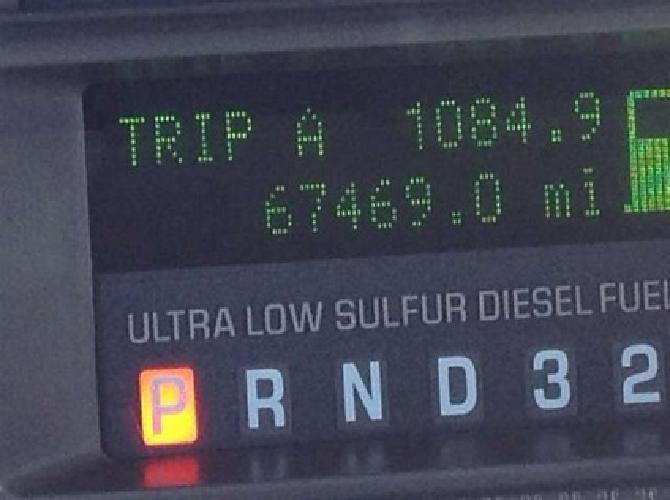 TRIP A 1084.9
67469.0 mi
ULTRA LOW SULFUR DIESEL FUEL
P R N D 3 2